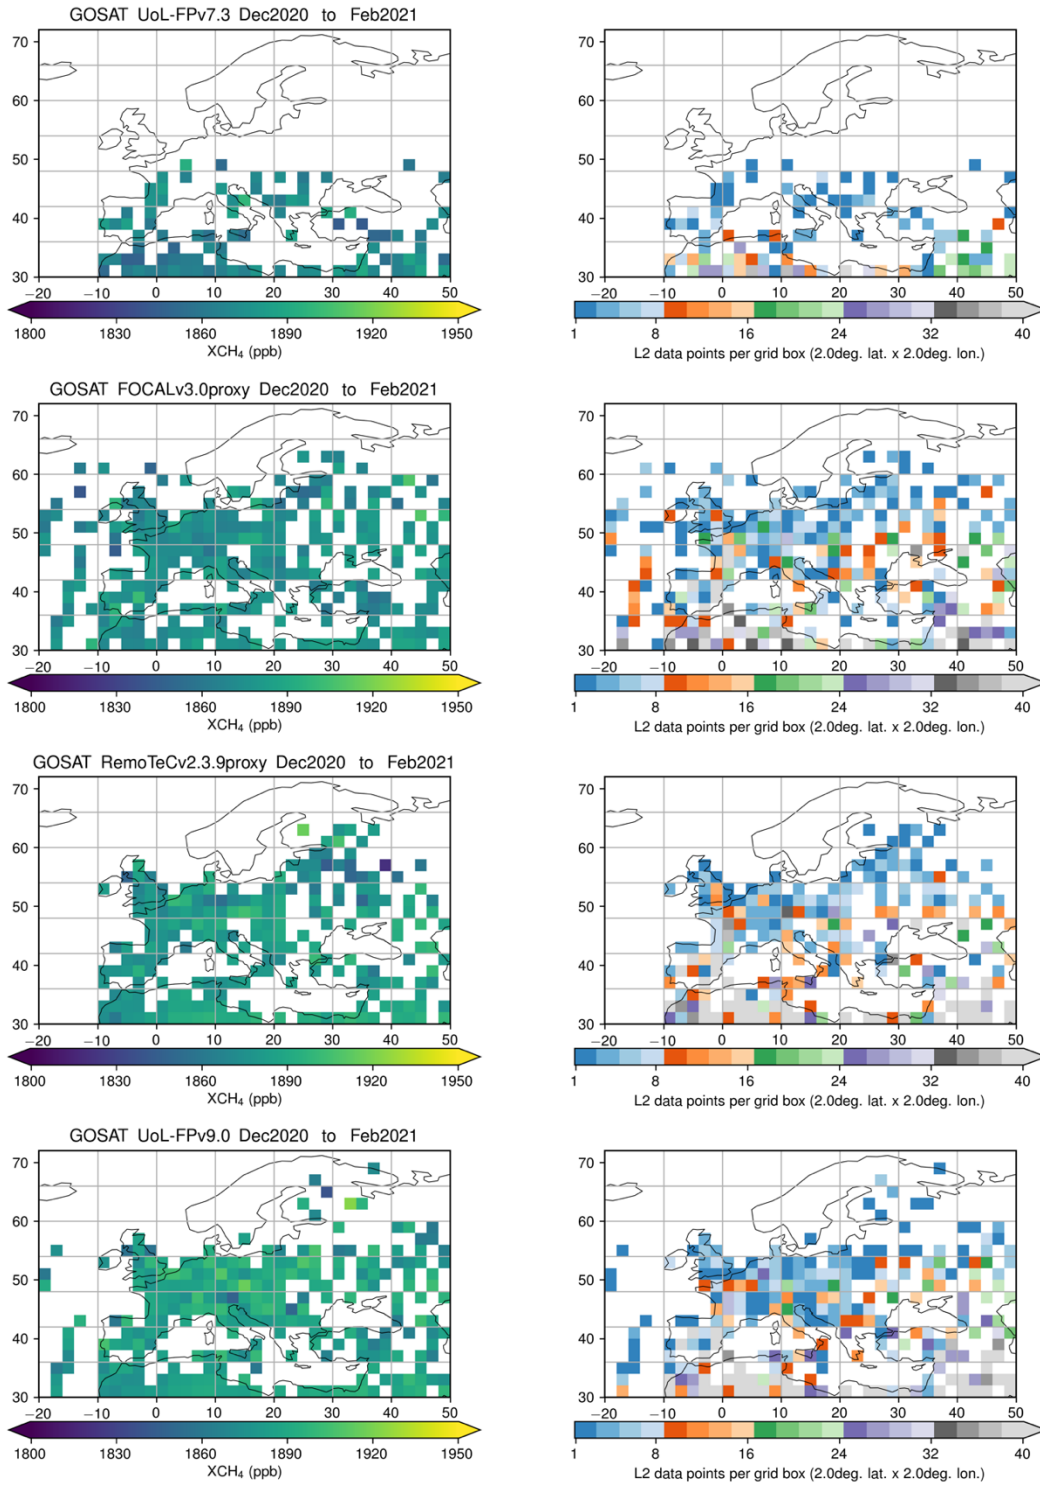 GOSAT UoL-FPv7.3 Dec2020 to Feb2021
70
60
50
40
30
−20 −10 0 10 20 30 40 50
1800 1830 1860 1890 1920 1950
XCH₄ (ppb)
70
60
50
40
30
−20 −10 0 10 20 30 40 50
1 8 16 24 32 40
L2 data points per grid box (2.0deg. lat. x 2.0deg. lon.)
GOSAT FOCALv3.0proxy Dec2020 to Feb2021
70
60
50
40
30
−20 −10 0 10 20 30 40 50
1800 1830 1860 1890 1920 1950
XCH₄ (ppb)
70
60
50
40
30
−20 −10 0 10 20 30 40 50
1 8 16 24 32 40
L2 data points per grid box (2.0deg. lat. x 2.0deg. lon.)
GOSAT RemoTeCv2.3.9proxy Dec2020 to Feb2021
70
60
50
40
30
−20 −10 0 10 20 30 40 50
1800 1830 1860 1890 1920 1950
XCH₄ (ppb)
70
60
50
40
30
−20 −10 0 10 20 30 40 50
1 8 16 24 32 40
L2 data points per grid box (2.0deg. lat. x 2.0deg. lon.)
GOSAT UoL-FPv9.0 Dec2020 to Feb2021
70
60
50
40
30
−20 −10 0 10 20 30 40 50
1800 1830 1860 1890 1920 1950
XCH₄ (ppb)
70
60
50
40
30
−20 −10 0 10 20 30 40 50
1 8 16 24 32 40
L2 data points per grid box (2.0deg. lat. x 2.0deg. lon.)